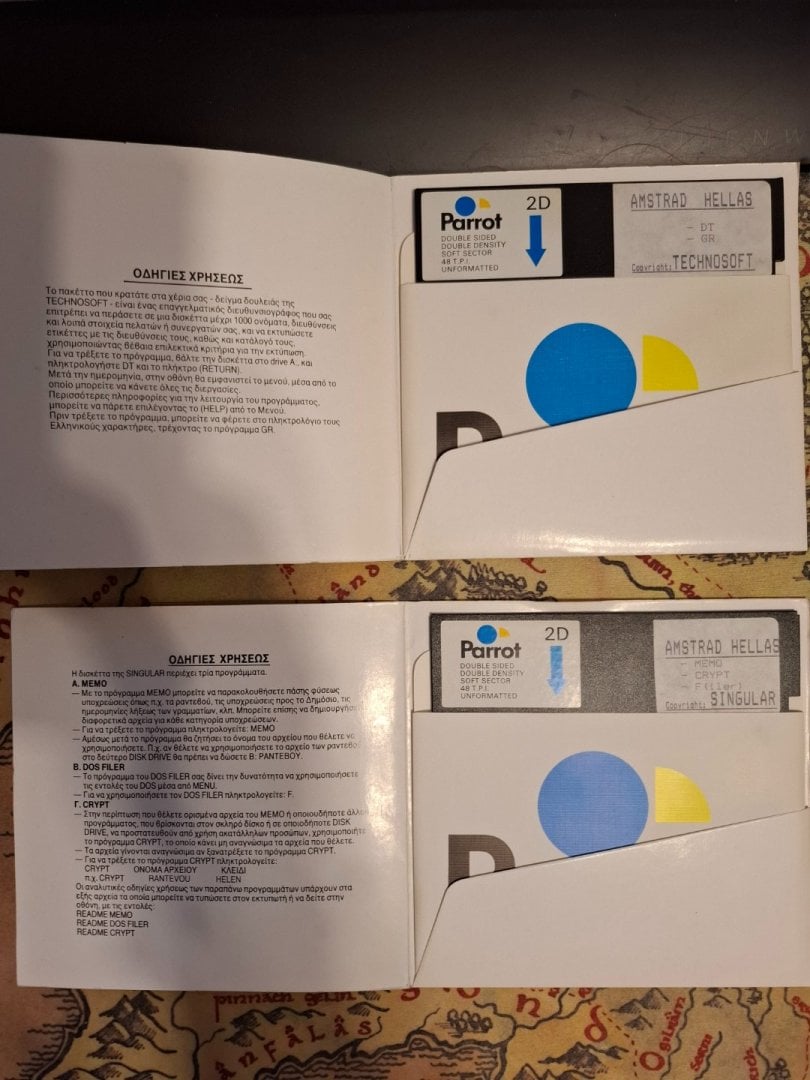 ΟΔΗΓΙΕΣ ΧΡΗΣΕΩΣ
Το πακέττο που κρατάτε στα χέρια σας - δείγμα δουλειάς της
TECHNOSOFT - είναι ένας επαγγελματικός διευθυνσιογράφος που σας
επιτρέπει να περάσετε σε μια δισκέττα μέχρι 1000 ονόματα, διευθύνσεις
και λοιπά στοιχεία πελατών ή συνεργατών σας, και να εκτυπώσετε
ετικέττες με τις διευθύνσεις τους, καθώς και κατάλογό τους,
χρησιμοποιώντας βέβαια επιλεκτικά κριτήρια για την εκτύπωση.
Για να τρέξετε το πρόγραμμα, βάλτε την δισκέττα στο drive A:, και
πληκτρολογήστε DT και το πλήκτρο (RETURN).
Μετά την ημερομηνία, στην οθόνη θα εμφανιστεί το μενού, μέσα από το
οποίο μπορείτε να κάνετε όλες τις διεργασίες.
Περισσότερες πληροφορίες για την λειτουργία του προγράμματος,
μπορείτε να πάρετε επιλέγοντας το (HELP) από το Μενού.
Πριν τρέξετε το πρόγραμμα, μπορείτε να φέρετε στο πληκτρολόγιο τους
Ελληνικούς χαρακτήρες, τρέχοντας το πρόγραμμα GR.
Parrot
2D
DOUBLE SIDED
DOUBLE DENSITY
SOFT SECTOR
48 T.P.I.
UNFORMATTED
AMSTRAD HELLAS
- DT
- GR
Copyright: TECHNOSOFT
ΟΔΗΓΙΕΣ ΧΡΗΣΕΩΣ
Η δισκέττα της SINGULAR περιέχει τρία προγράμματα.
Α. MEMO
— Με το πρόγραμμα MEMO μπορείτε να παρακολουθήσετε πάσης φύσεως
υποχρεώσεις όπως π.χ. τα ραντεβού, τις υποχρεώσεις προς το Δημόσιο, τις
ημερομηνίες λήξεως των γραμματίων, κλπ. Μπορείτε επίσης να δημιουργήσετε
διαφορετικά αρχεία για κάθε κατηγορία υποχρεώσεων.
— Για να τρέξετε το πρόγραμμα πληκτρολογείτε: MEMO
— Αμέσως μετά το πρόγραμμα θα ζητήσει το όνομα του αρχείου που θέλετε να
χρησιμοποιήσετε. Π.χ. αν θέλετε να χρησιμοποιήσετε το αρχείο των ραντεβού
στο δεύτερο DISK DRIVE θα πρέπει να δώσετε Β: ΡΑΝΤΕΒΟΥ.
Β. DOS FILER
— Το πρόγραμμα του DOS FILER σας δίνει την δυνατότητα να χρησιμοποιήσετε
τις εντολές του DOS μέσα από MENU.
— Για να χρησιμοποιήσετε τον DOS FILER πληκτρολογείτε: F.
Γ. CRYPT
— Στην περίπτωση που θέλετε ορισμένα αρχεία του MEMO ή οποιουδήποτε άλλου
προγράμματος, που βρίσκονται στον σκληρό δίσκο ή σε οποιοδήποτε DISK
DRIVE, να προστατευθούν από χρήση ακατάλληλων προσώπων, χρησιμοποιήτε
το πρόγραμμα CRYPT, το οποίο κάνει μη αναγνώσιμα τα αρχεία που θέλετε.
— Τα αρχεία γίνονται αναγνώσιμα αν ξανατρέξετε το πρόγραμμα CRYPT.
— Για να τρέξετε το πρόγραμμα CRYPT πληκτρολογείτε:
CRYPT ΟΝΟΜΑ ΑΡΧΕΙΟΥ ΚΛΕΙΔΙ
π.χ. CRYPT RANTEVOU HELEN
Οι αναλυτικές οδηγίες χρήσεως των παραπάνω προγραμμάτων υπάρχουν στα
εξής αρχεία τα οποία μπορείτε να τυπώσετε στον εκτυπωτή ή να δείτε στην
οθόνη, με τις εντολές:
README MEMO
README DOS FILER
README CRYPT
Parrot
2D
DOUBLE SIDED
DOUBLE DENSITY
SOFT SECTOR
48 T.P.I.
UNFORMATTED
AMSTRAD HELLAS
- MEMO
- CRYPT
- F(iler)
Copyright: SINGULAR
pinnath gelin
ANFALAS